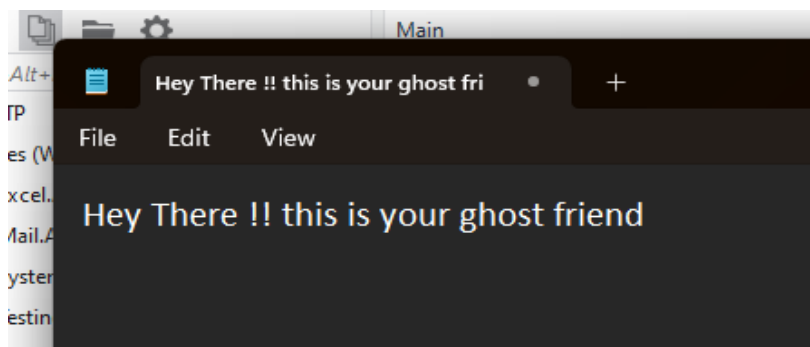 Main
Alt+
Hey There !! this is your ghost fri
+
TP
File Edit View
es (W
xcel.
Hey There !! this is your ghost friend
Mail.A
yster
estin